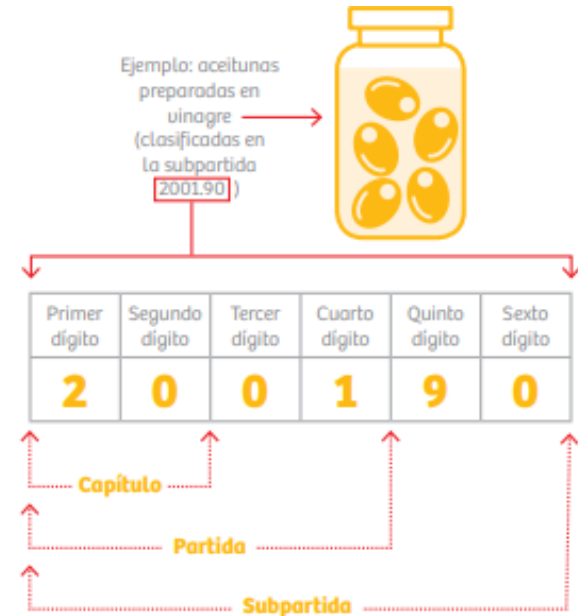 Ejemplo: aceitunas
preparadas en
vinagre
(clasificadas en
la subpartida
2001.90 )
Primer dígito
Segundo dígito
Tercer dígito
Cuarto dígito
Quinto dígito
Sexto dígito
2 0 0 1 9 0
Capítulo
Partida
Subpartida